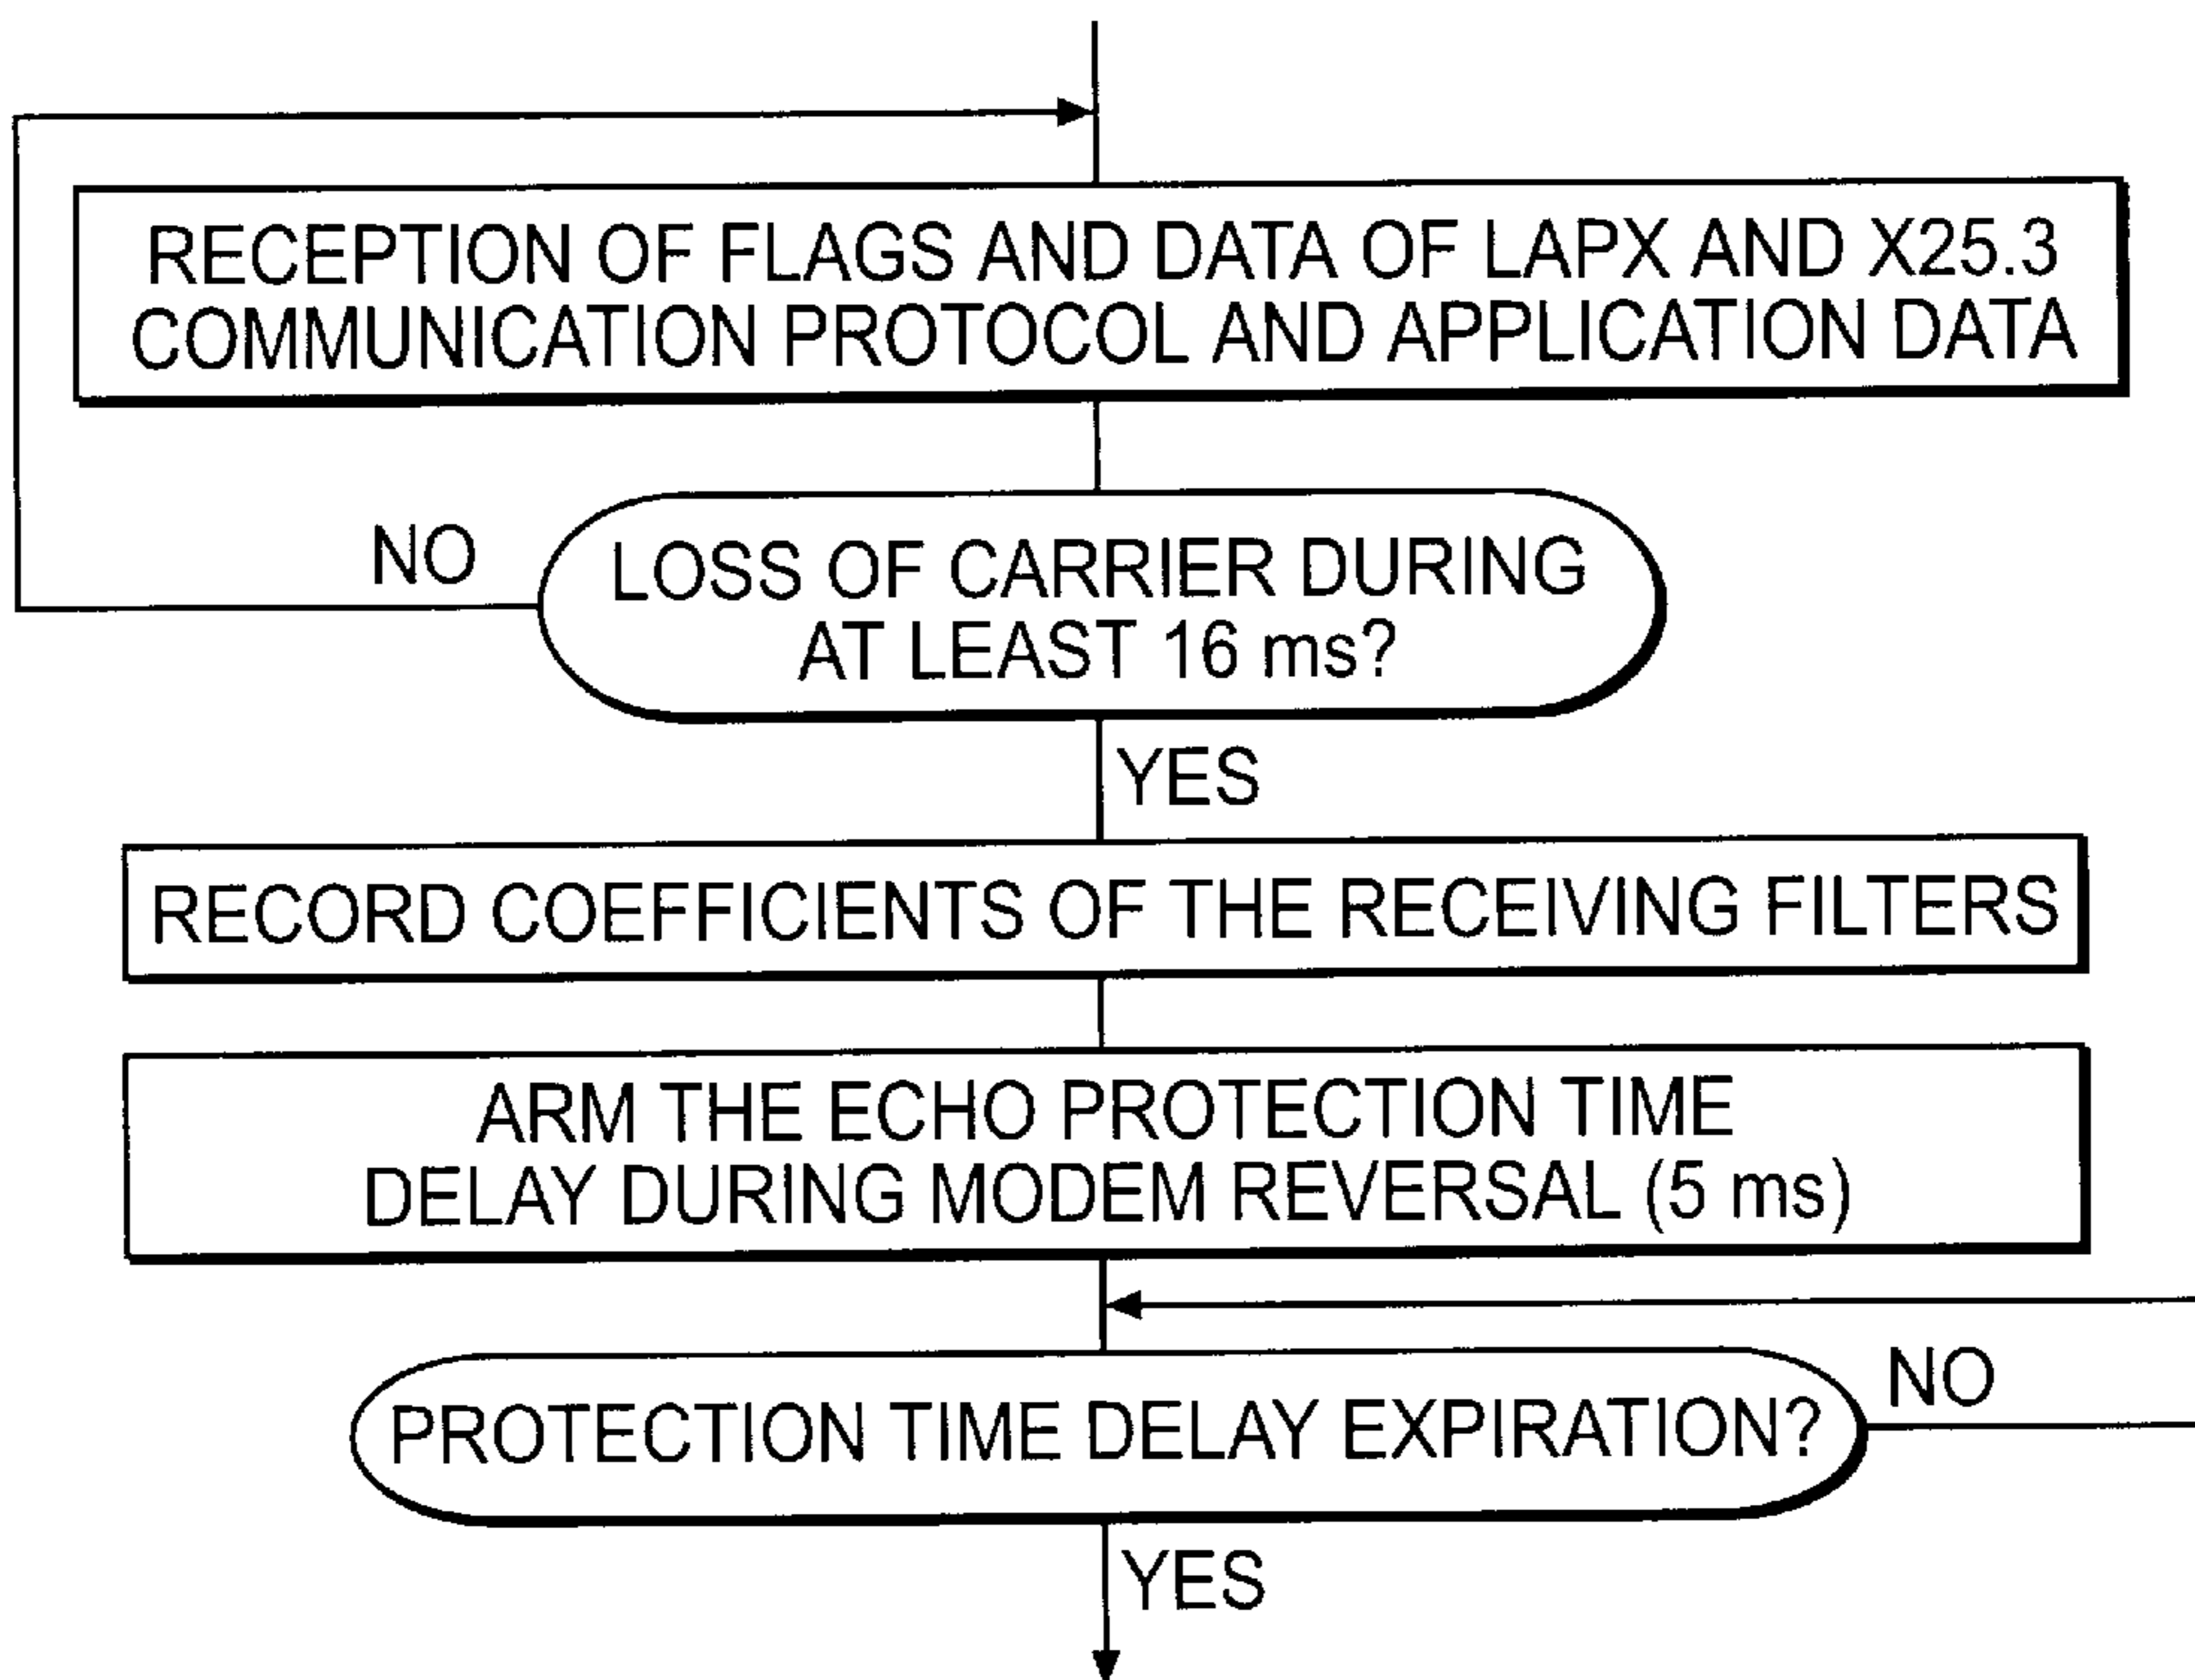 RECEPTION OF FLAGS AND DATA OF LAPX AND X25.3
COMMUNICATION PROTOCOL AND APPLICATION DATA
NO
LOSS OF CARRIER DURING
AT LEAST 16 ms?
YES
RECORD COEFFICIENTS OF THE RECEIVING FILTERS
ARM THE ECHO PROTECTION TIME
DELAY DURING MODEM REVERSAL (5 ms)
NO
PROTECTION TIME DELAY EXPIRATION?
YES